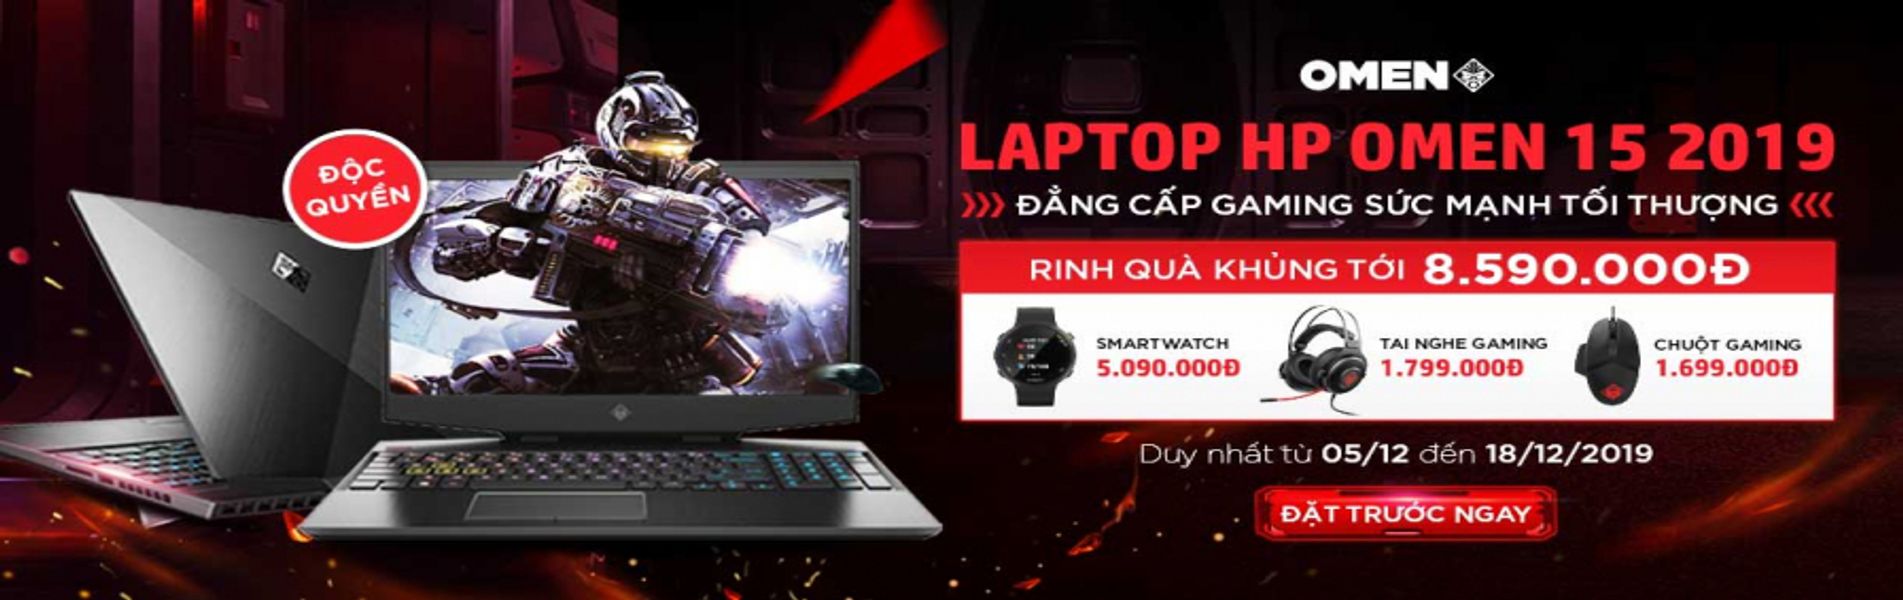 ĐỘC
QUYỀN
OMEN
LAPTOP HP OMEN 15 2019
ĐẲNG CẤP GAMING SỨC MẠNH TỐI THƯỢNG
RINH QUÀ KHỦNG TỚI 8.590.000Đ
SMARTWATCH
5.090.000Đ
TAI NGHE GAMING
1.799.000Đ
CHUỘT GAMING
1.699.000Đ
Duy nhất từ 05/12 đến 18/12/2019
ĐẶT TRƯỚC NGAY